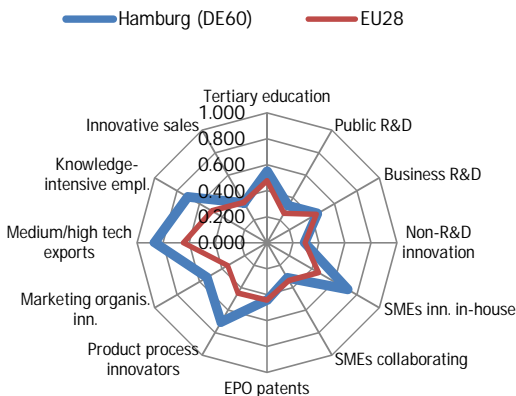 Hamburg (DE60)
EU28
Tertiary education
Public R&D
Business R&D
Non-R&D
innovation
SMEs inn. in-house
SMEs collaborating
EPO patents
Product process
innovators
Marketing organis.
inn.
Medium/high tech
exports
Knowledge-
intensive empl.
Innovative sales
1.000
0.800
0.600
0.400
0.200
0.000